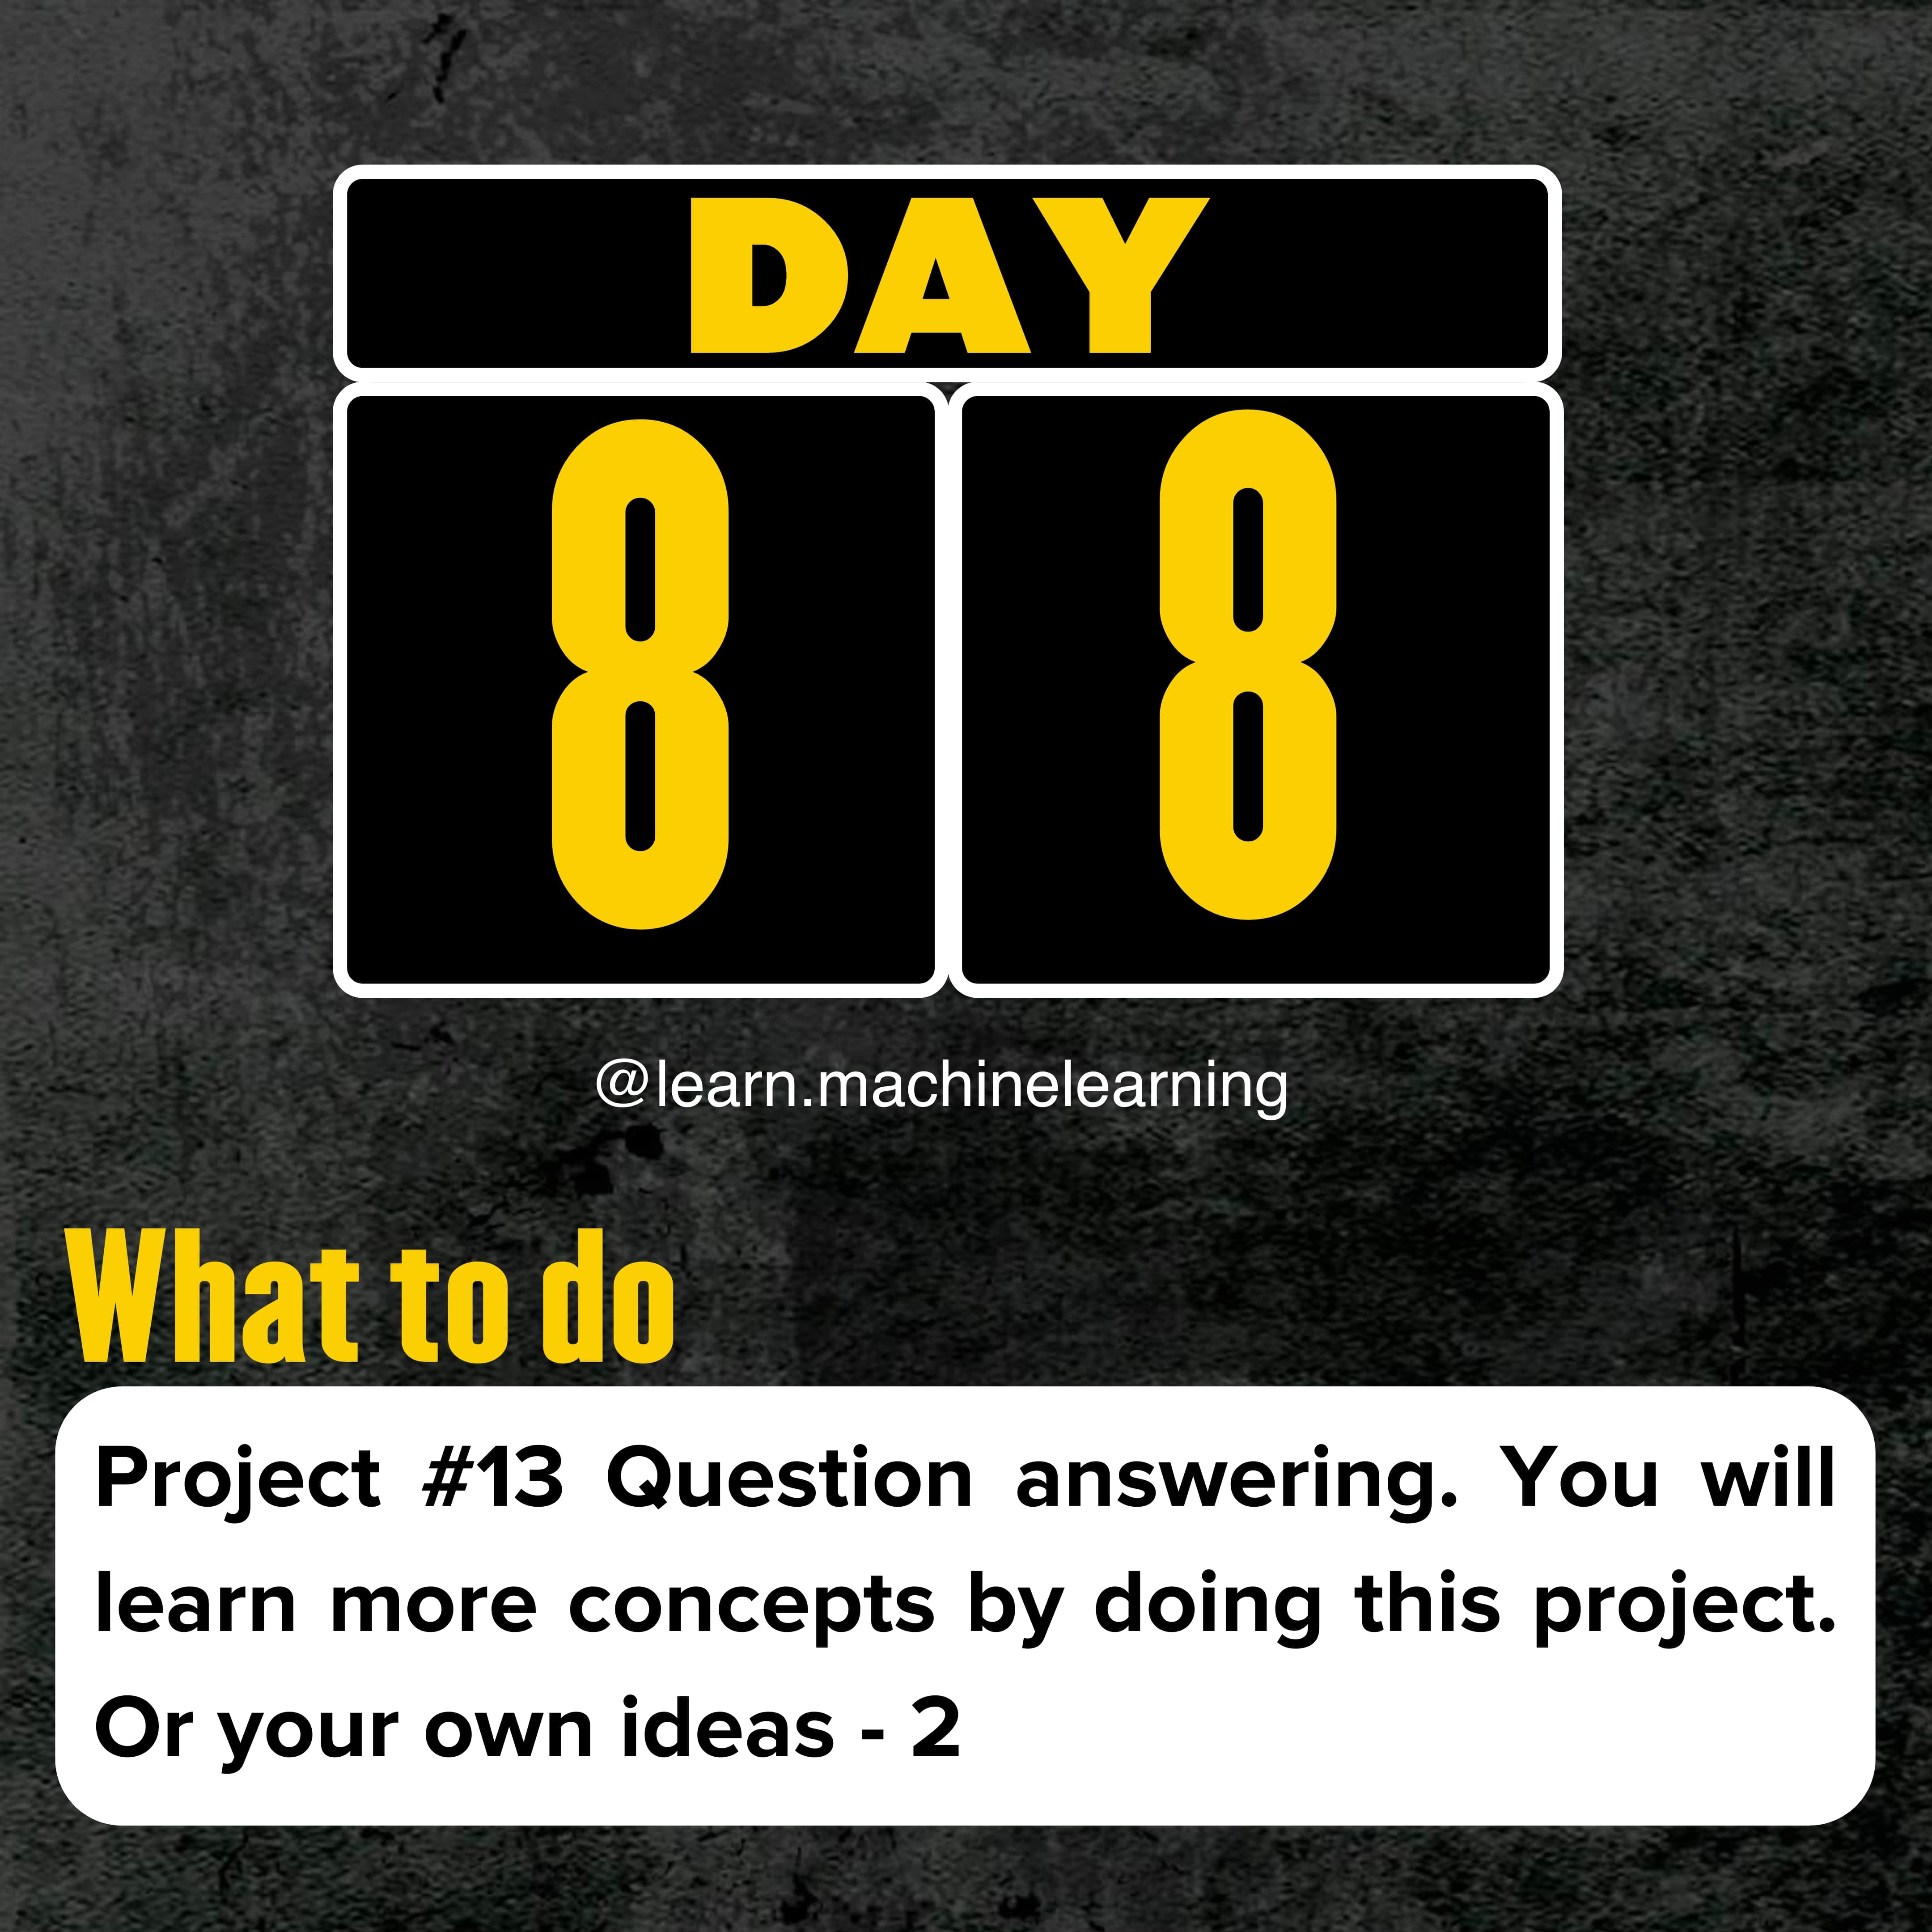 DAY
8 8
@learn.machinelearning
What to do
Project #13 Question answering. You will
learn more concepts by doing this project.
Or your own ideas - 2